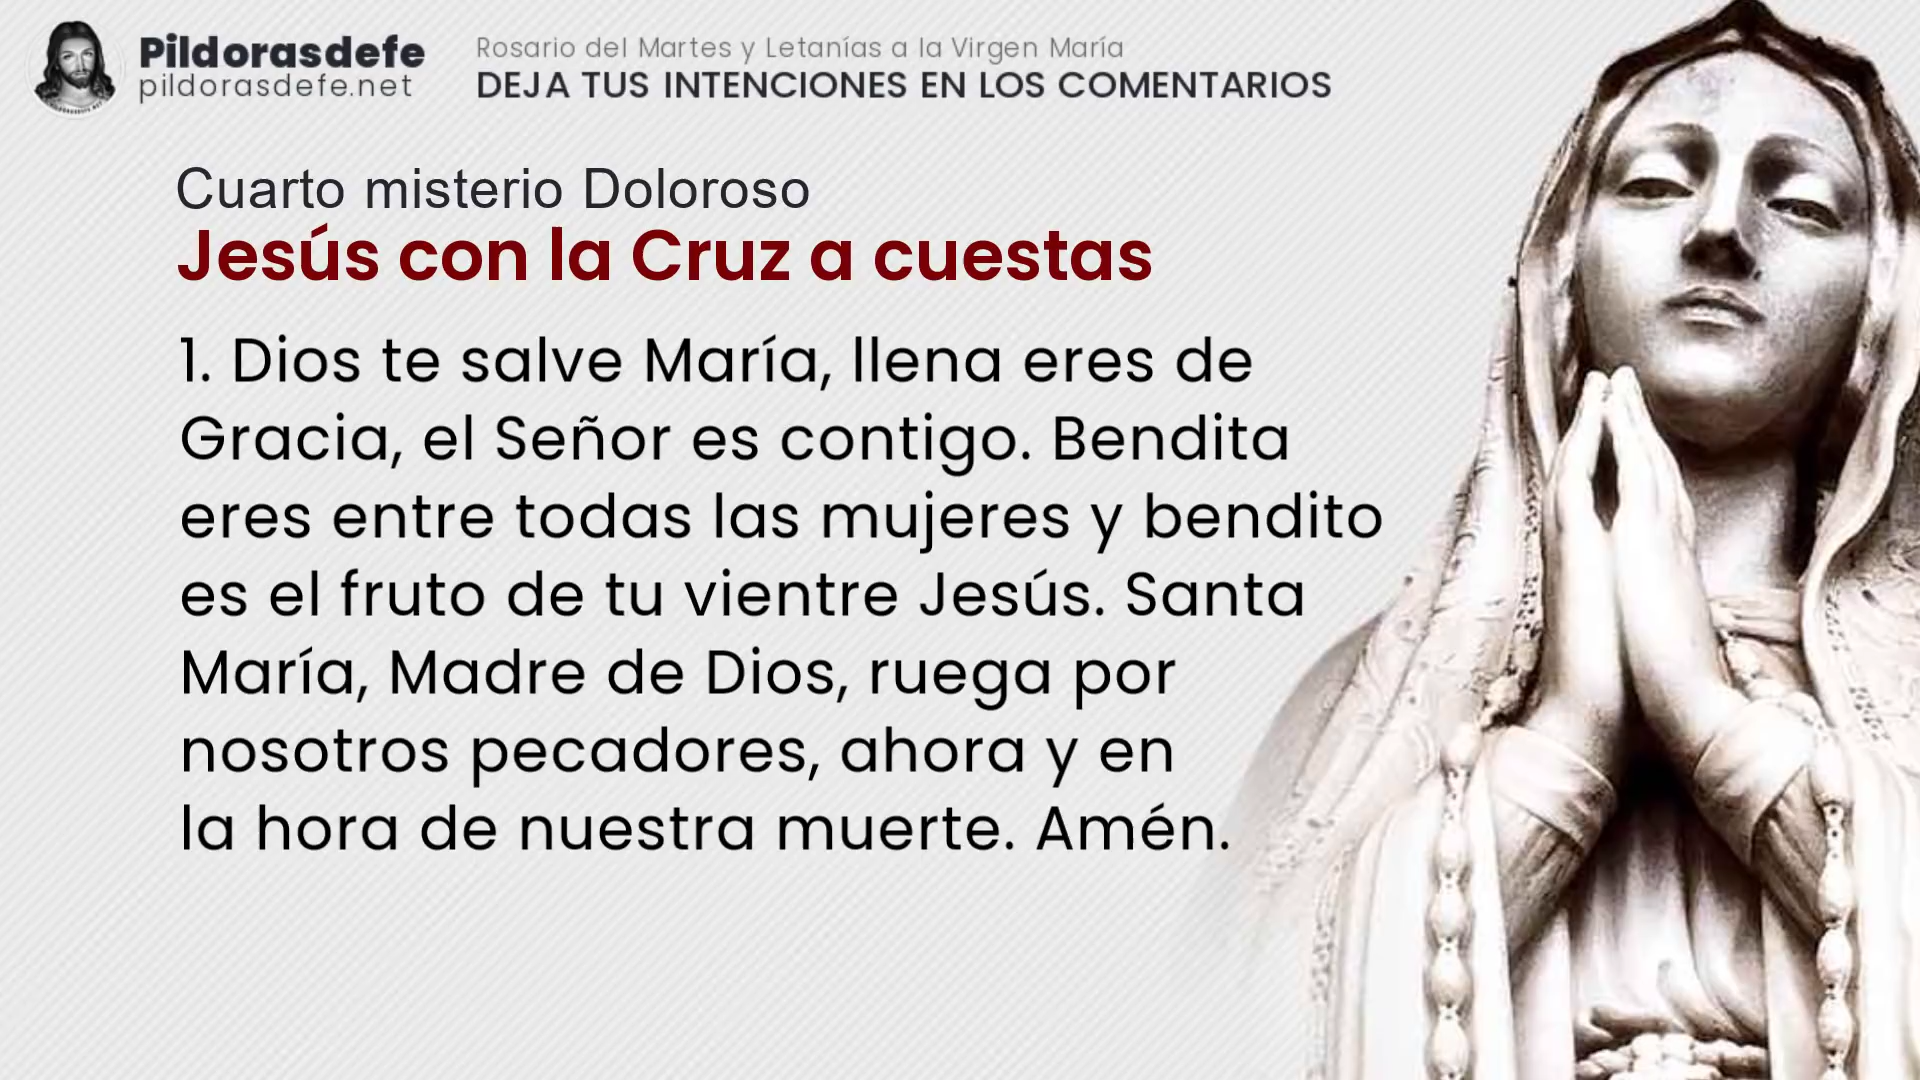 Pildorasdefe
pildorasdefe.net
Rosario del Martes y Letanías a la Virgen María
DEJA TUS INTENCIONES EN LOS COMENTARIOS
Cuarto misterio Doloroso
Jesús con la Cruz a cuestas
1. Dios te salve María, llena eres de
Gracia, el Señor es contigo. Bendita
eres entre todas las mujeres y bendito
es el fruto de tu vientre Jesús. Santa
María, Madre de Dios, ruega por
nosotros pecadores, ahora y en
la hora de nuestra muerte. Amén.